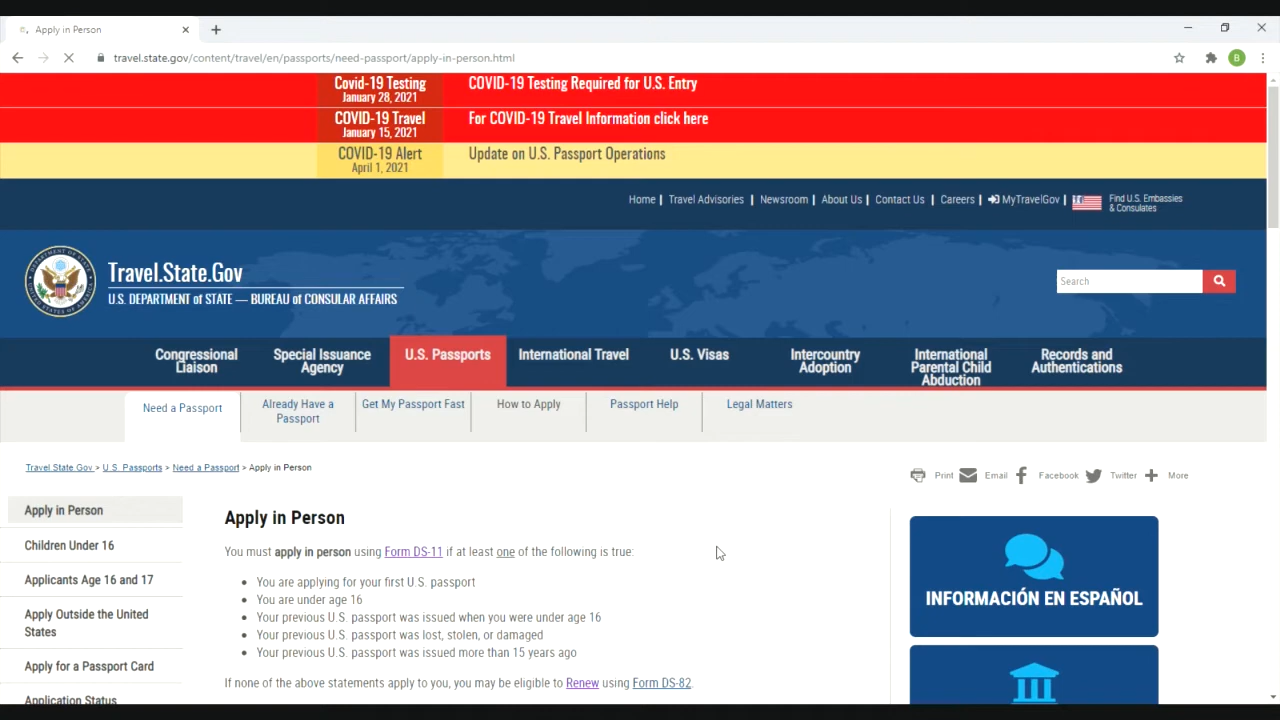 Apply in Person
travel.state.gov/content/travel/en/passports/need-passport/apply-in-person.html
B
Covid-19 Testing
January 28, 2021
COVID-19 Testing Required for U.S. Entry
COVID-19 Travel
January 15, 2021
For COVID-19 Travel Information click here
COVID-19 Alert
April 1, 2021
Update on U.S. Passport Operations
Home | Travel Advisories | Newsroom | About Us | Contact Us | Careers | MyTravelGov | Find U.S. Embassies
& Consulates
Travel.State.Gov
U.S. DEPARTMENT of STATE — BUREAU of CONSULAR AFFAIRS
Search
Congressional
Liaison
Special Issuance
Agency
U.S. Passports
International Travel
U.S. Visas
Intercountry
Adoption
International
Parental Child
Abduction
Records and
Authentications
Need a Passport
Already Have a
Passport
Get My Passport Fast
How to Apply
Passport Help
Legal Matters
Travel.State.Gov > U.S. Passports > Need a Passport > Apply in Person
Print
Email
Facebook
Twitter
More
Apply in Person
Children Under 16
Applicants Age 16 and 17
Apply Outside the United
States
Apply for a Passport Card
Application Status
Apply in Person
You must apply in person using Form DS-11 if at least one of the following is true:
You are applying for your first U.S. passport
You are under age 16
Your previous U.S. passport was issued when you were under age 16
Your previous U.S. passport was lost, stolen, or damaged
Your previous U.S. passport was issued more than 15 years ago
If none of the above statements apply to you, you may be eligible to Renew using Form DS-82.
INFORMACIÓN EN ESPAÑOL